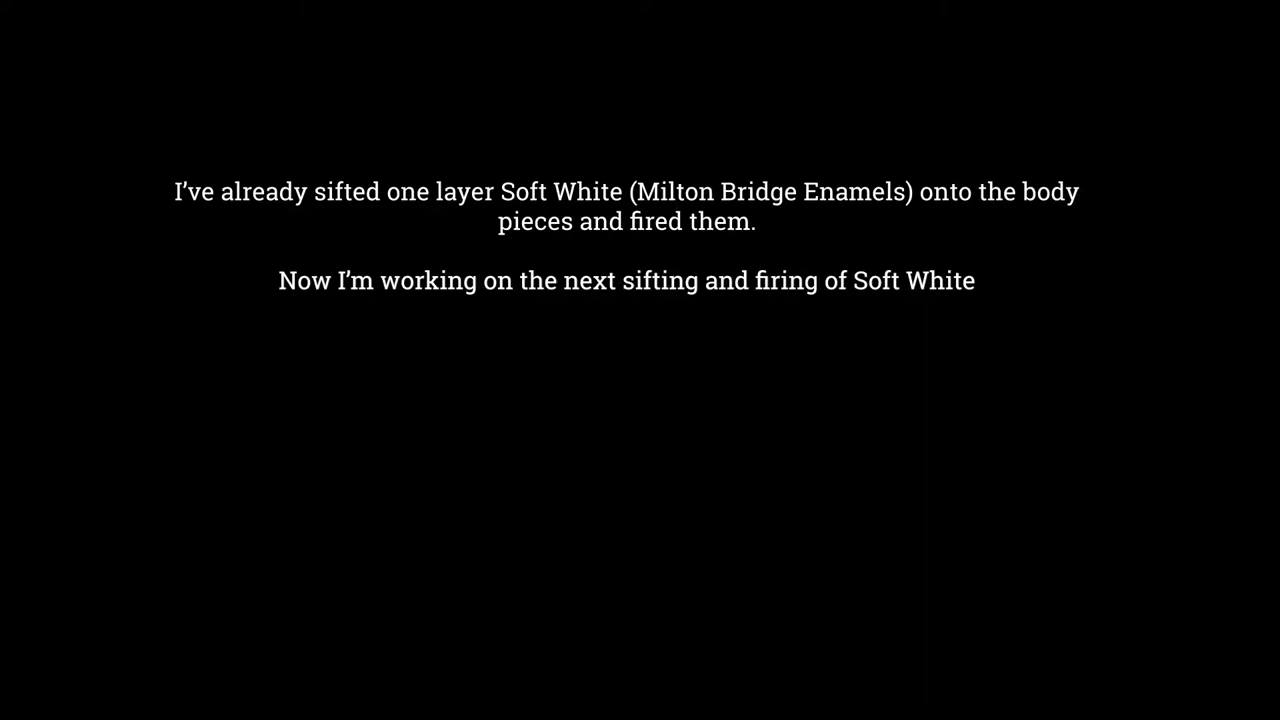 I’ve already sifted one layer Soft White (Milton Bridge Enamels) onto the body
pieces and fired them.
Now I’m working on the next sifting and firing of Soft White